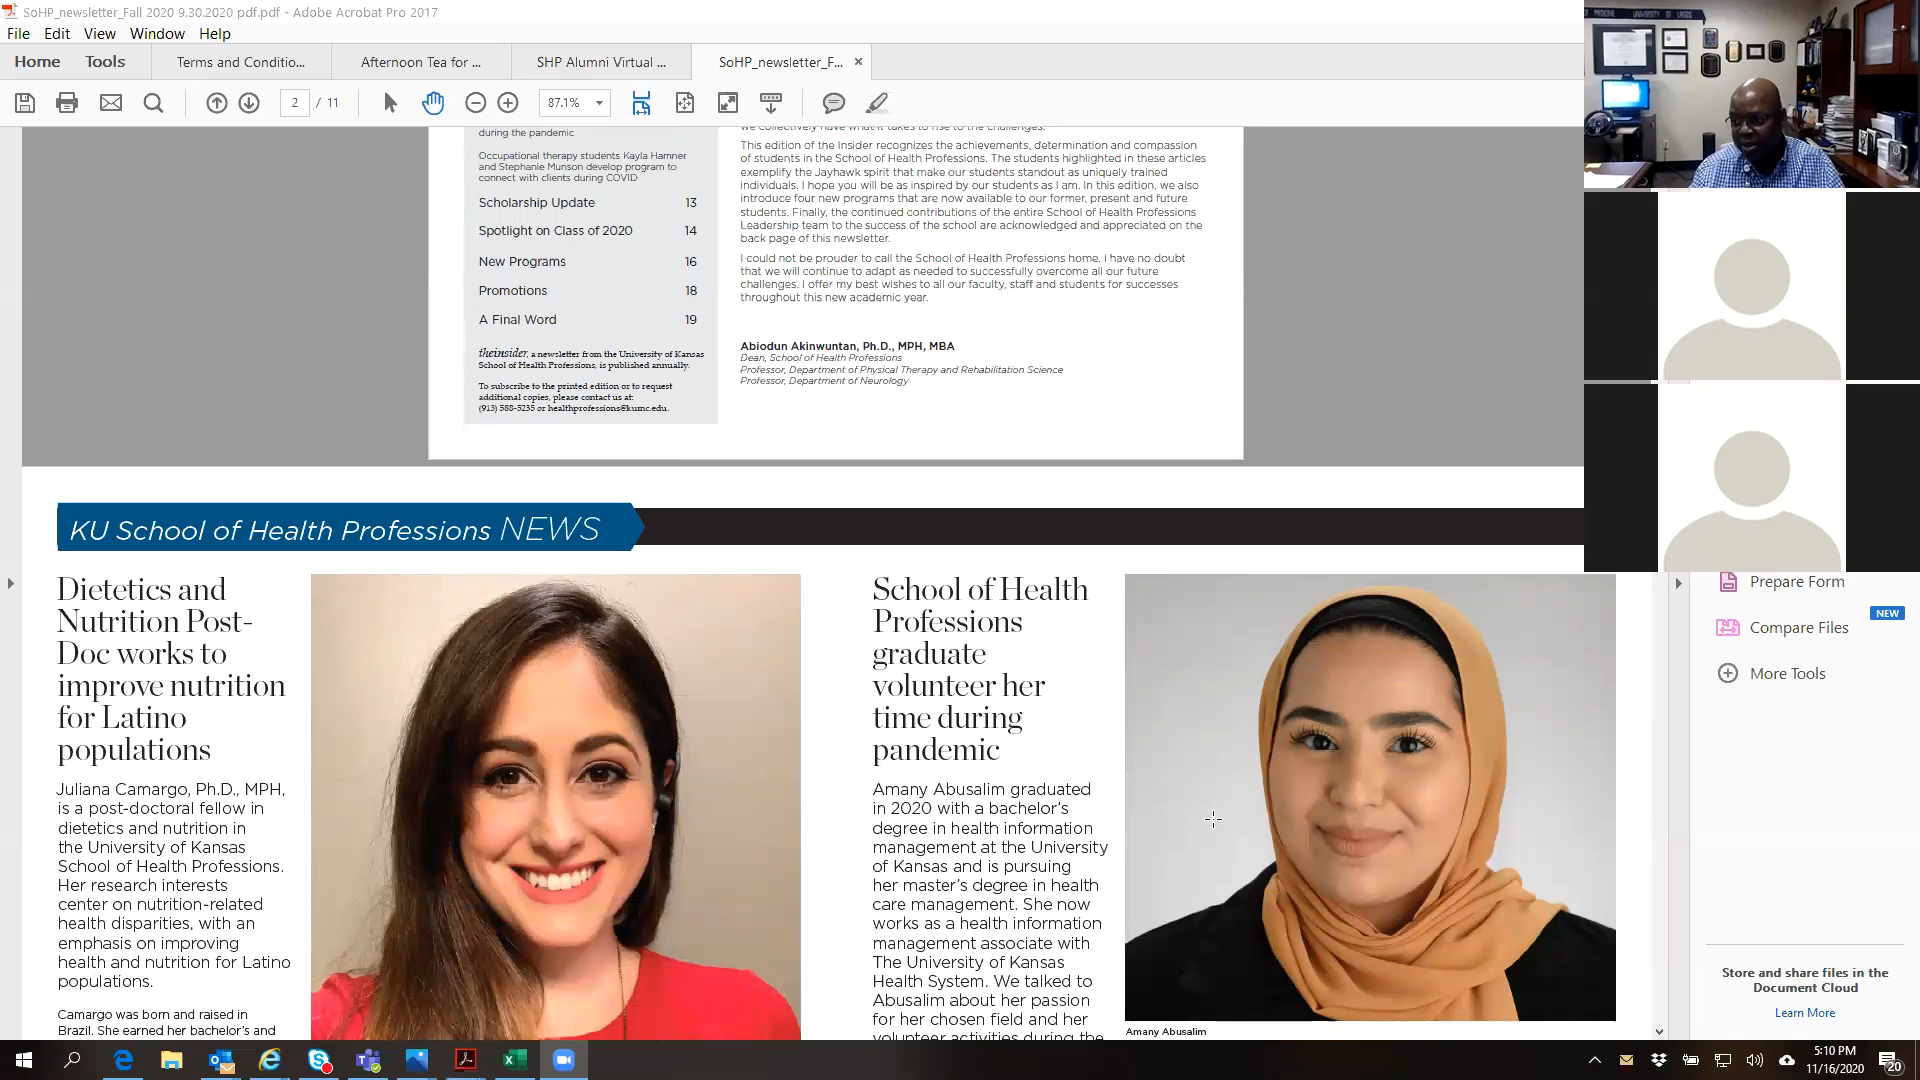 SoHP_newsletter_Fall 2020 9.30.2020 pdf.pdf - Adobe Acrobat Pro 2017
File Edit View Window Help
Home Tools Terms and Conditio... Afternoon Tea for ... SHP Alumni Virtual ... SoHP_newsletter_F... ×
2 / 11 87.1%
during the pandemic
Occupational therapy students Kayla Hamner
and Stephanie Munson develop program to
connect with clients during COVID
Scholarship Update 13
Spotlight on Class of 2020 14
New Programs 16
Promotions 18
A Final Word 19
theinsider, a newsletter from the University of Kansas
School of Health Professions, is published annually.
To subscribe to the printed edition or to request
additional copies, please contact us at:
(913) 588-5235 or healthprofessions@kumc.edu.
we collectively have what it takes to rise to the challenges.
This edition of the Insider recognizes the achievements, determination and compassion
of students in the School of Health Professions. The students highlighted in these articles
exemplify the Jayhawk spirit that make our students standout as uniquely trained
individuals. I hope you will be as inspired by our students as I am. In this edition, we also
introduce four new programs that are now available to our former, present and future
students. Finally, the continued contributions of the entire School of Health Professions
Leadership team to the success of the school are acknowledged and appreciated on the
back page of this newsletter.
I could not be prouder to call the School of Health Professions home. I have no doubt
that we will continue to adapt as needed to successfully overcome all our future
challenges. I offer my best wishes to all our faculty, staff and students for successes
throughout this new academic year.
Abiodun Akinwuntan, Ph.D., MPH, MBA
Dean, School of Health Professions
Professor, Department of Physical Therapy and Rehabilitation Science
Professor, Department of Neurology
KU School of Health Professions NEWS
Dietetics and
Nutrition Post-
Doc works to
improve nutrition
for Latino
populations
Juliana Camargo, Ph.D., MPH,
is a post-doctoral fellow in
dietetics and nutrition in
the University of Kansas
School of Health Professions.
Her research interests
center on nutrition-related
health disparities, with an
emphasis on improving
health and nutrition for Latino
populations.
Camargo was born and raised in
Brazil. She earned her bachelor's and
School of Health
Professions
graduate
volunteer her
time during
pandemic
Amany Abusalim graduated
in 2020 with a bachelor's
degree in health information
management at the University
of Kansas and is pursuing
her master's degree in health
care management. She now
works as a health information
management associate with
The University of Kansas
Health System. We talked to
Abusalim about her passion
for her chosen field and her
volunteer activities during the
Amany Abusalim
Prepare Form
NEW
Compare Files
More Tools
Store and share files in the
Document Cloud
Learn More
5:10 PM
11/16/2020
20